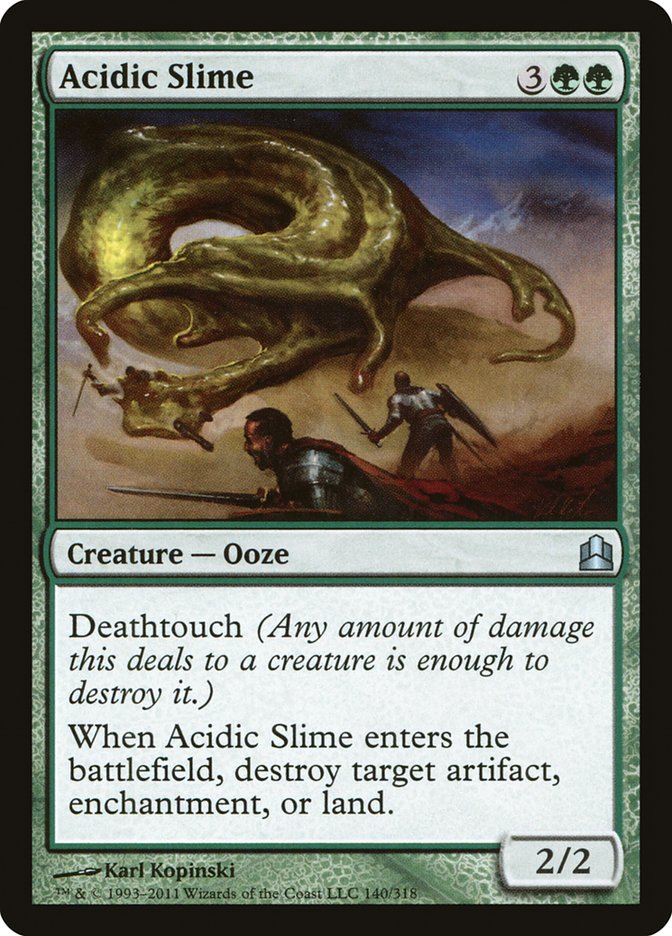 Acidic Slime 3
Creature — Ooze
Deathtouch (Any amount of damage
this deals to a creature is enough to
destroy it.)
When Acidic Slime enters the
battlefield, destroy target artifact,
enchantment, or land.
2/2
Karl Kopinski
™ & © 1993–2011 Wizards of the Coast LLC 140/318